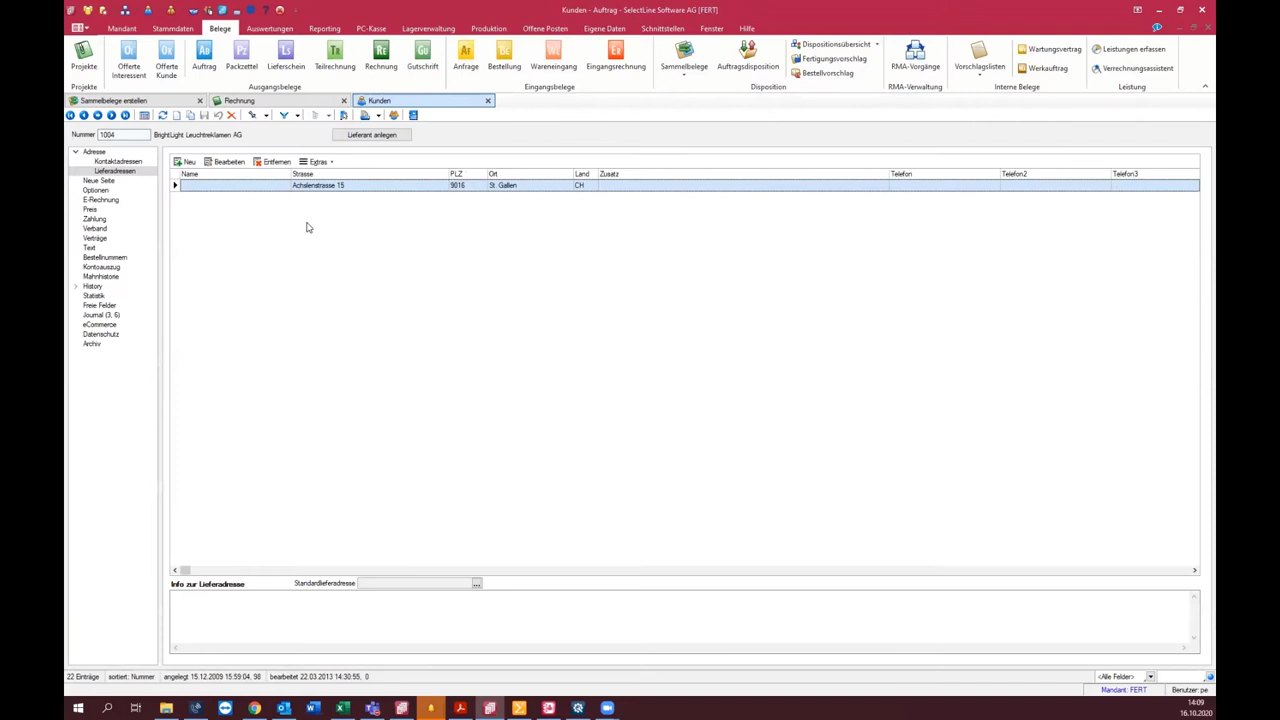 Kunden - Auftrag - SelectLine Software AG [FERT]
Mandant Stammdaten Belege Auswertungen Reporting PC-Kasse Lagerverwaltung Produktion Offene Posten Eigene Daten Schnittstellen Fenster Hilfe
Projekte
Offerte Interessent
Offerte Kunde
Auftrag
Packzettel
Lieferschein
Teilrechnung
Rechnung
Gutschrift
Anfrage
Bestellung
Wareneingang
Eingangsrechnung
Sammelbelege
Auftragsdisposition
Dispositionsübersicht
Fertigungsvorschlag
Bestellvorschlag
RMA-Vorgänge
Vorschlagslisten
Wartungsvertrag
Werkauftrag
Leistungen erfassen
Verrechnungsassistent
Projekte Ausgangsbelege Eingangsbelege Disposition RMA-Verwaltung Interne Belege Leistung
Sammelbelege erstellen Rechnung Kunden
Nummer 1004 BrightLight Leuchtreklamen AG Lieferant anlegen
Adresse
Kontaktadressen
Lieferadressen
Neue Seite
Optionen
E-Rechnung
Preis
Zahlung
Verband
Verträge
Text
Bestellnummern
Kontoauszug
Mahnhistorie
History
Statistik
Freie Felder
Journal (3, 6)
eCommerce
Datenschutz
Archiv
Neu Bearbeiten Entfernen Extras
Name Strasse PLZ Ort Land Zusatz Telefon Telefon2 Telefon3
Achslenstrasse 15 9016 St. Gallen CH
Info zur Lieferadresse Standardlieferadresse ...
22 Einträge sortiert: Nummer angelegt 15.12.2009 15:59:04, 98 bearbeitet 22.03.2013 14:30:55, 0 <Alle Felder>
Mandant: FERT Benutzer: pe
14:09
16.10.2020